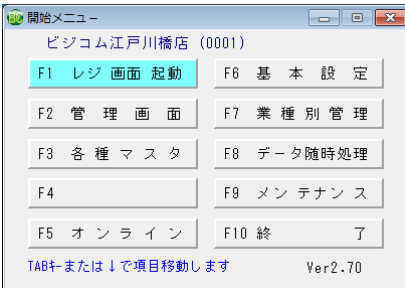 開始メニュー
ビジコム江戸川橋店 (0001)
F1 レジ 画面 起動
F6 基 本 設 定
F2 管 理 画 面
F7 業 種 別 管 理
F3 各 種 マ ス タ
F8 データ随時処理
F4
F9 メ ン テ ナ ン ス
F5 オ ン ラ イ ン
F10 終 了
TABｷｰまたは↓で項目移動します
Ver2.70